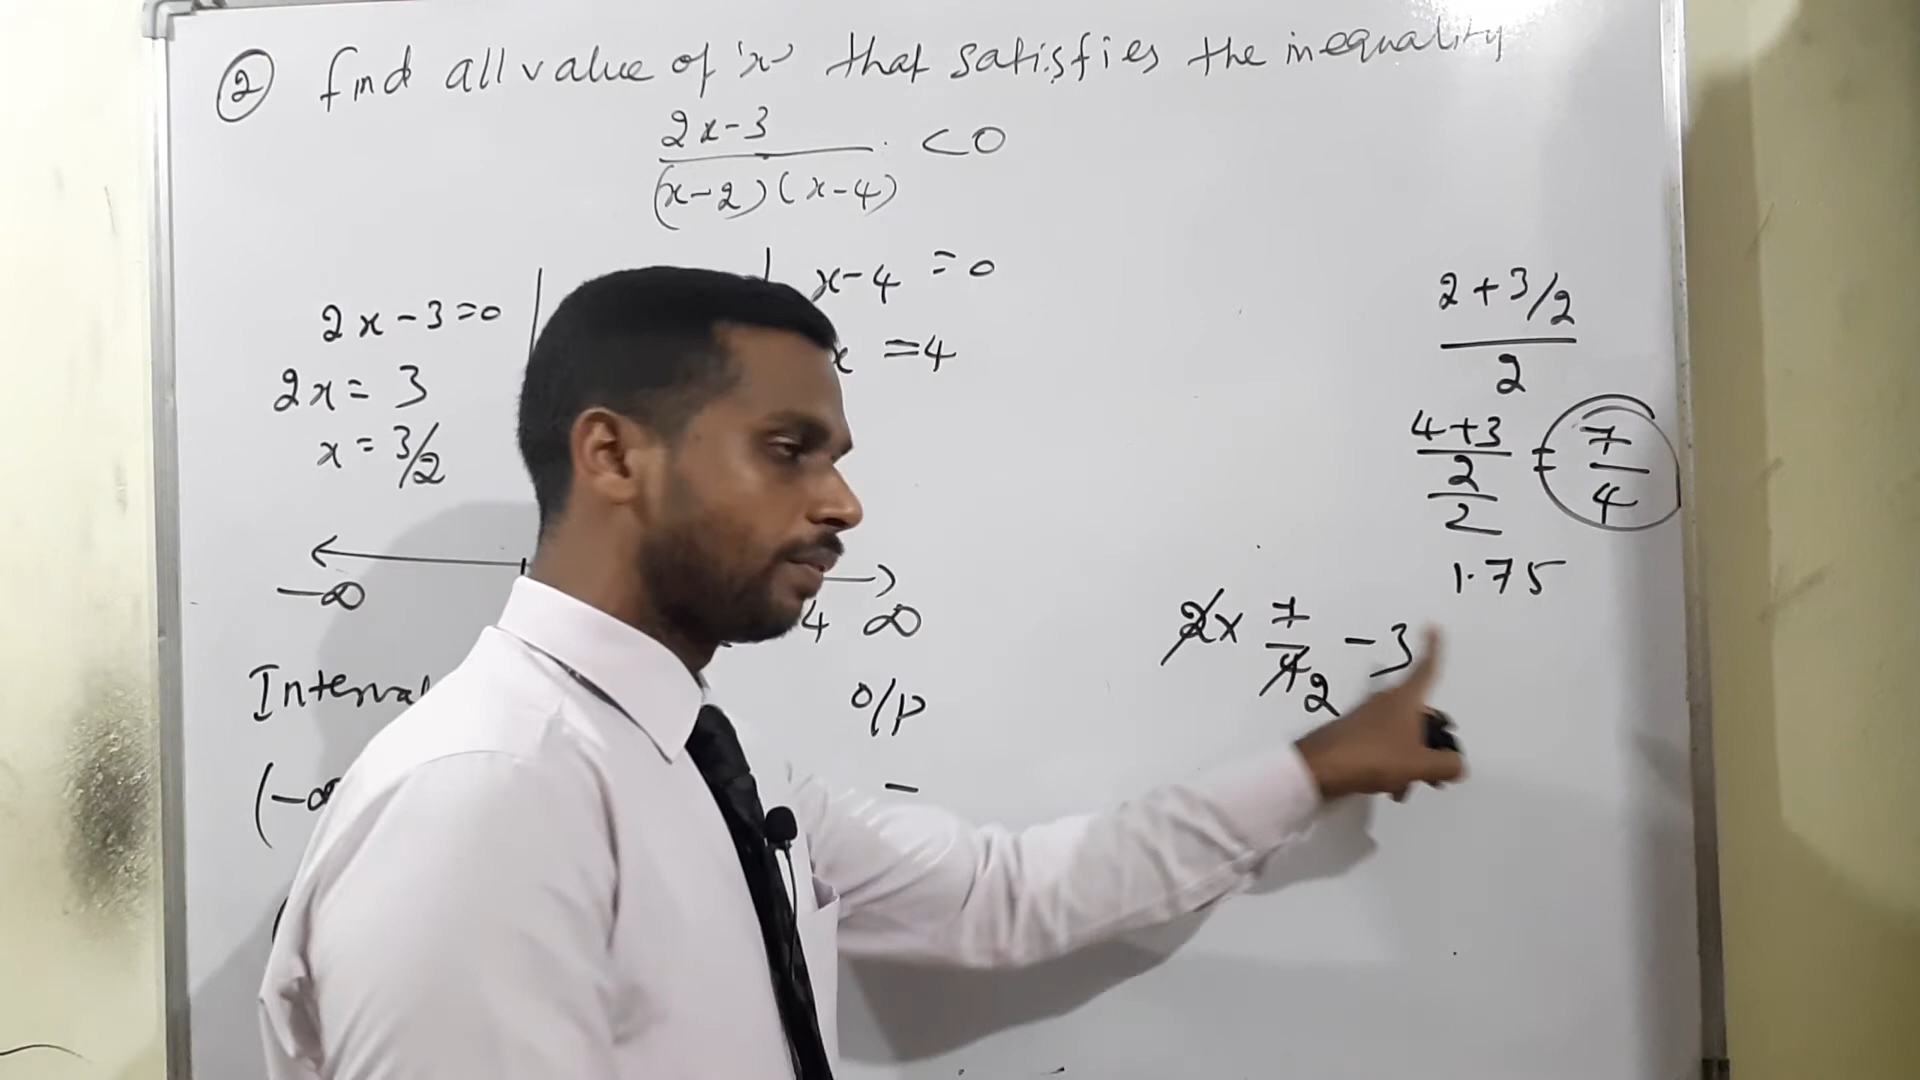 ② Find all value of 'x' that satisfies the inequality
2x-3
(x-2)(x-4)
<0
2x-3=0
2x= 3
x= 3/2
x-4 =0
x =4
-∞
4 ∞
Interval
O/P
(-∞
-
2+3/2
2
4+3
2
2
= 7
4
1.75
2x 7
4 2
-3